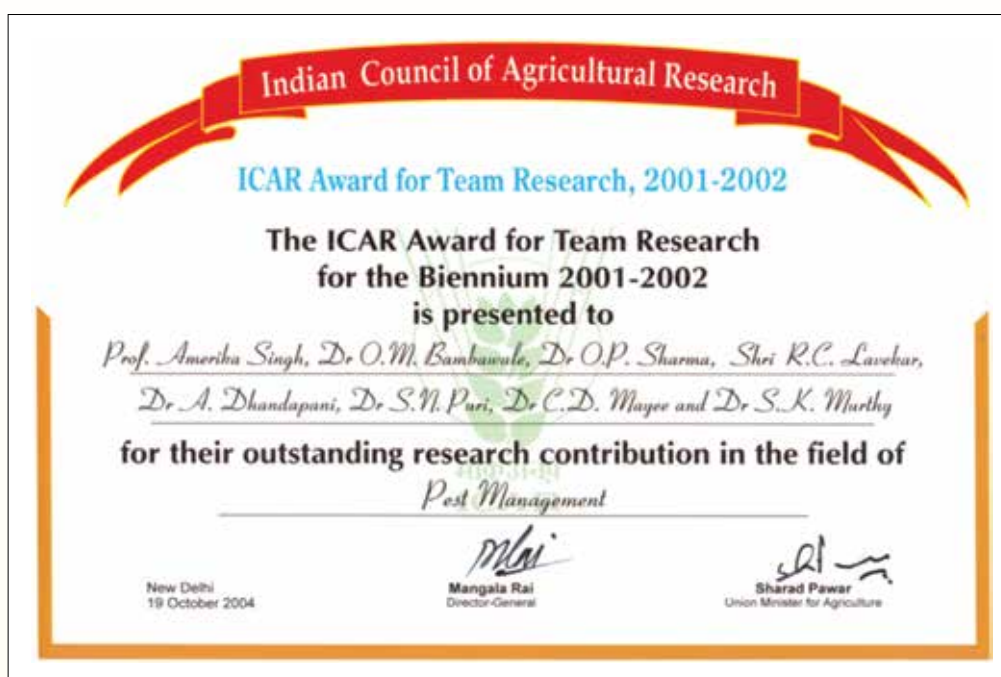 Indian Council of Agricultural Research
ICAR Award for Team Research, 2001-2002
The ICAR Award for Team Research
for the Biennium 2001-2002
is presented to
Prof. Amerika Singh, Dr O.M. Bambawale, Dr O.P. Sharma, Shri R.C. Lavekar,
Dr A. Dhandapani, Dr S.N. Puri, Dr C.D. Mayee and Dr S.K. Murthy
for their outstanding research contribution in the field of
Pest Management
New Delhi
19 October 2004
Mangala Rai
Director-General
Sharad Pawar
Union Minister for Agriculture